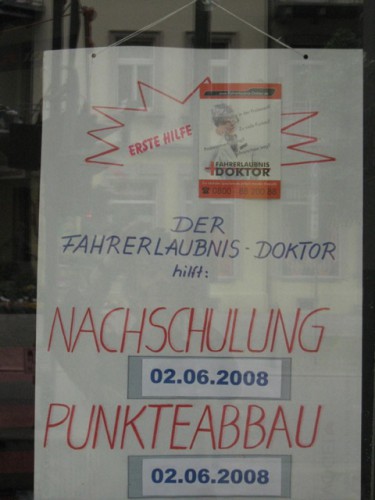 ERSTE HILFE
FAHRERLAUBNIS
DOKTOR
DER
FAHRERLAUBNIS-DOKTOR
hilft:
NACHSCHULUNG
02.06.2008
PUNKTEABBAU
02.06.2008